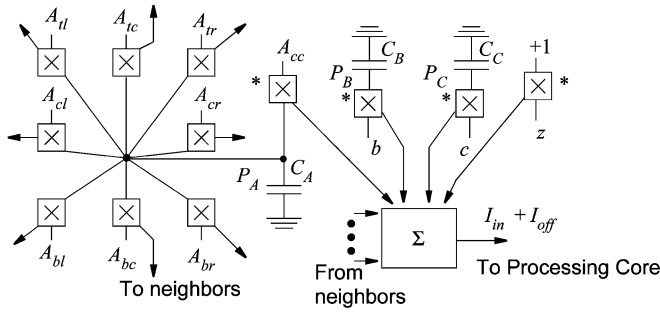 A_tl A_tc A_tr
A_cl A_cr
A_bl A_bc A_br
To neighbors
* A_cc
P_A C_A
P_B C_B
* b
P_C C_C
* c
+1
*
z
Σ
From
neighbors
I_in + I_off
To Processing Core